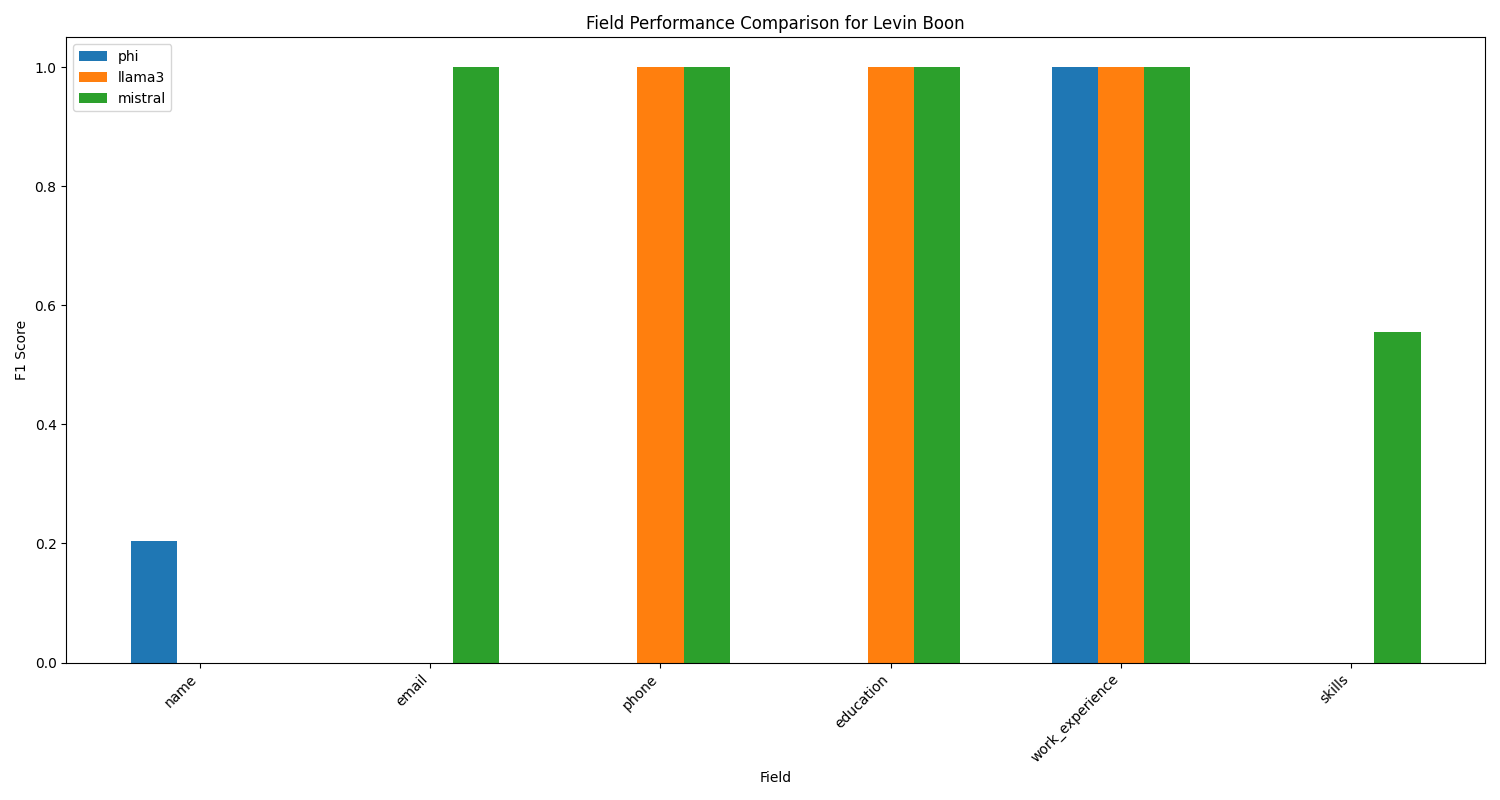 Field Performance Comparison for Levin Boon
phi
llama3
mistral
F1 Score
1.0
0.8
0.6
0.4
0.2
0.0
name
email
phone
education
work_experience
skills
Field